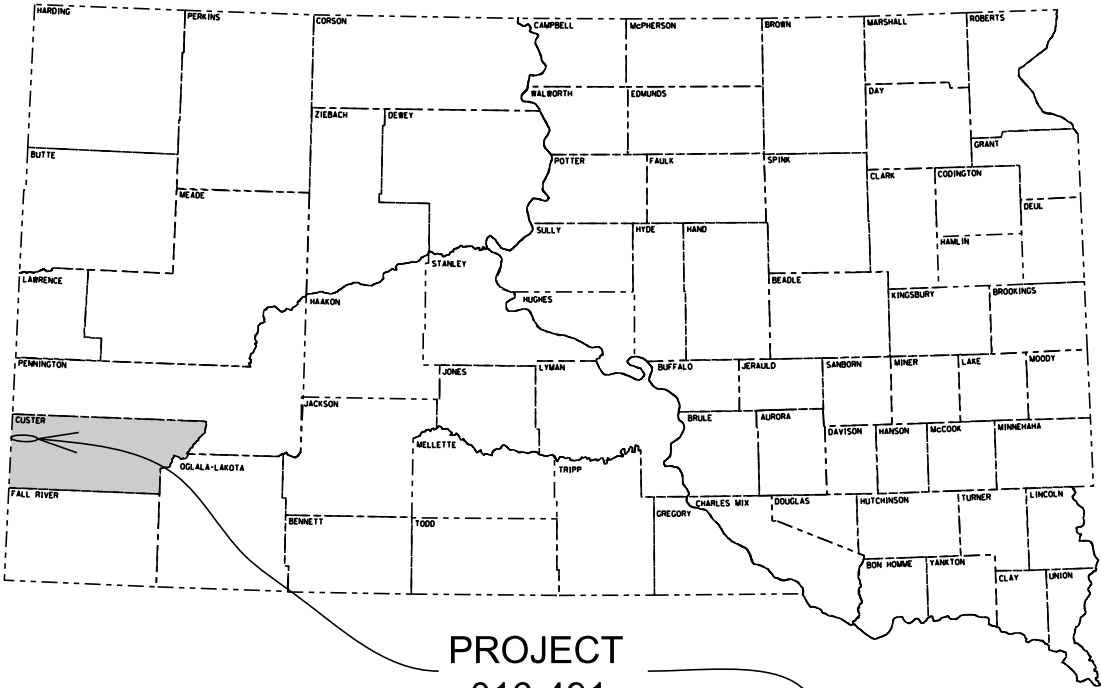 HARDING
PERKINS
CORSON
CAMPBELL
McPHERSON
BROWN
MARSHALL
ROBERTS
WALWORTH
EDMUNDS
DAY
ZIEBACH
DEWEY
GRANT
BUTTE
POTTER
FAULK
SPINK
CLARK
CODINGTON
MEADE
DEUL
SULLY
HYDE
HAND
HAMLIN
STANLEY
LAWRENCE
BEADLE
HAAKON
HUGHES
KINGSBURY
BROOKINGS
PENNINGTON
JONES
LYMAN
BUFFALO
JERAULD
SANBORN
MINER
LAKE
MOODY
JACKSON
CUSTER
BRULE
AURORA
DAVISON
HANSON
McCOOK
MINNEHAHA
MELLETTE
OGLALA-LAKOTA
TRIPP
FALL RIVER
GREGORY
CHARLES MIX
DOUGLAS
HUTCHINSON
TURNER
LINCOLN
BENNETT
TODD
BON HOMME
YANKTON
CLAY
UNION
PROJECT